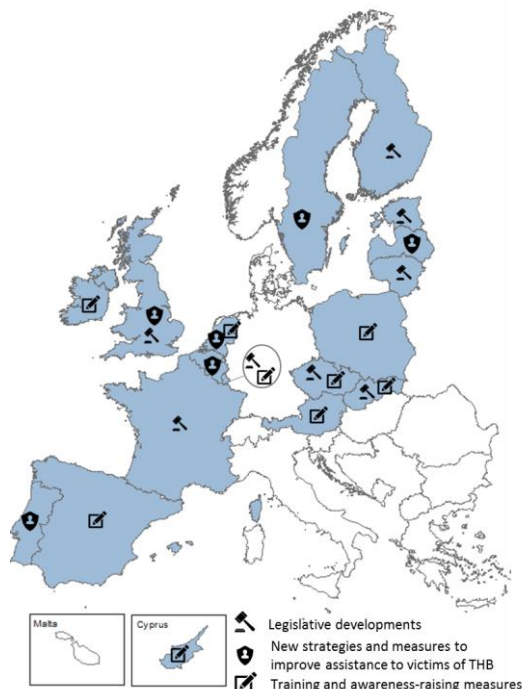 Malta
Cyprus
Legislative developments
New strategies and measures to
improve assistance to victims of THB
Training and awareness-raising measures